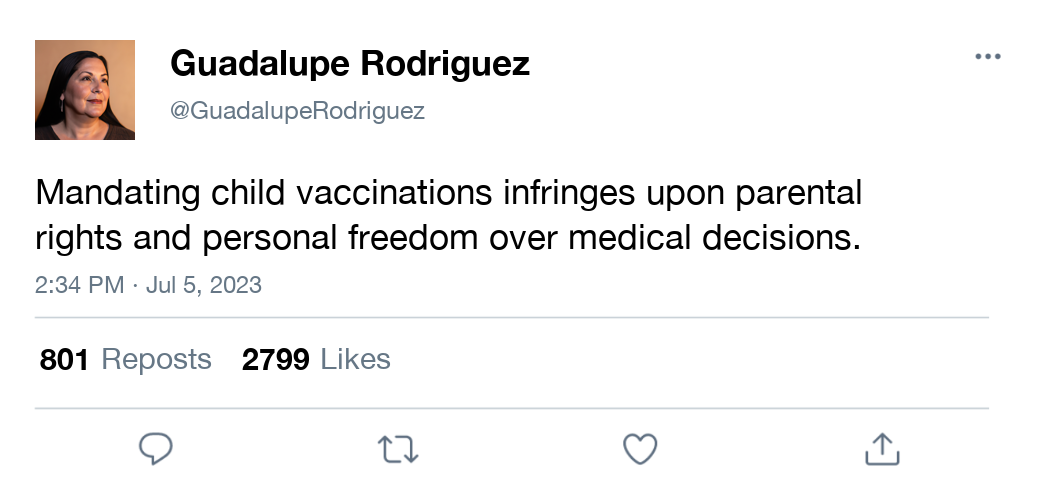 Guadalupe Rodriguez
@GuadalupeRodriguez
Mandating child vaccinations infringes upon parental
rights and personal freedom over medical decisions.
2:34 PM · Jul 5, 2023
801 Reposts 2799 Likes